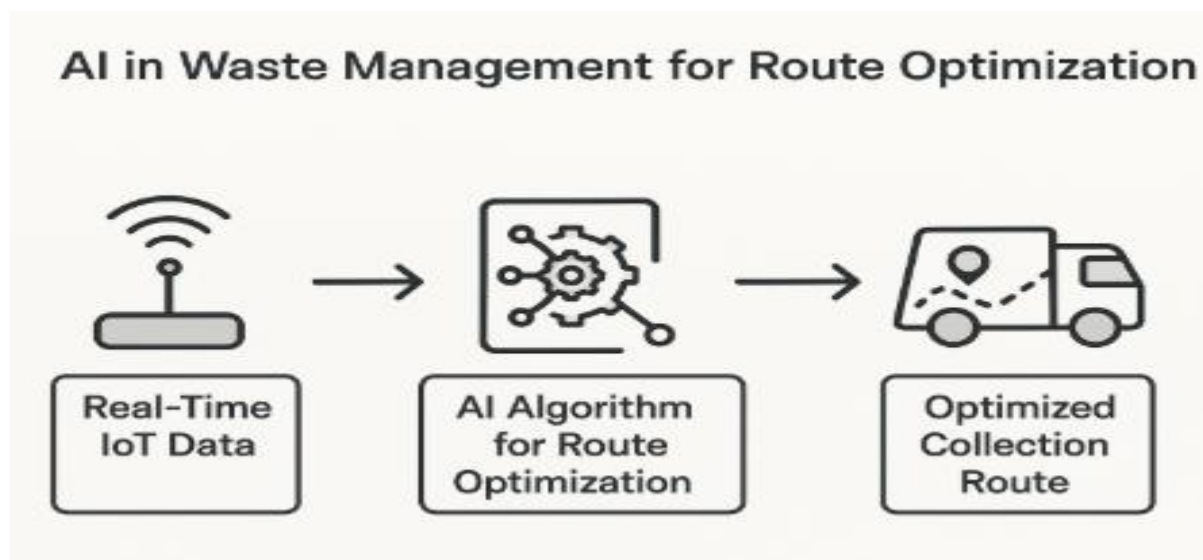 AI in Waste Management for Route Optimization
Real-Time
IoT Data
AI Algorithm
for Route
Optimization
Optimized
Collection
Route